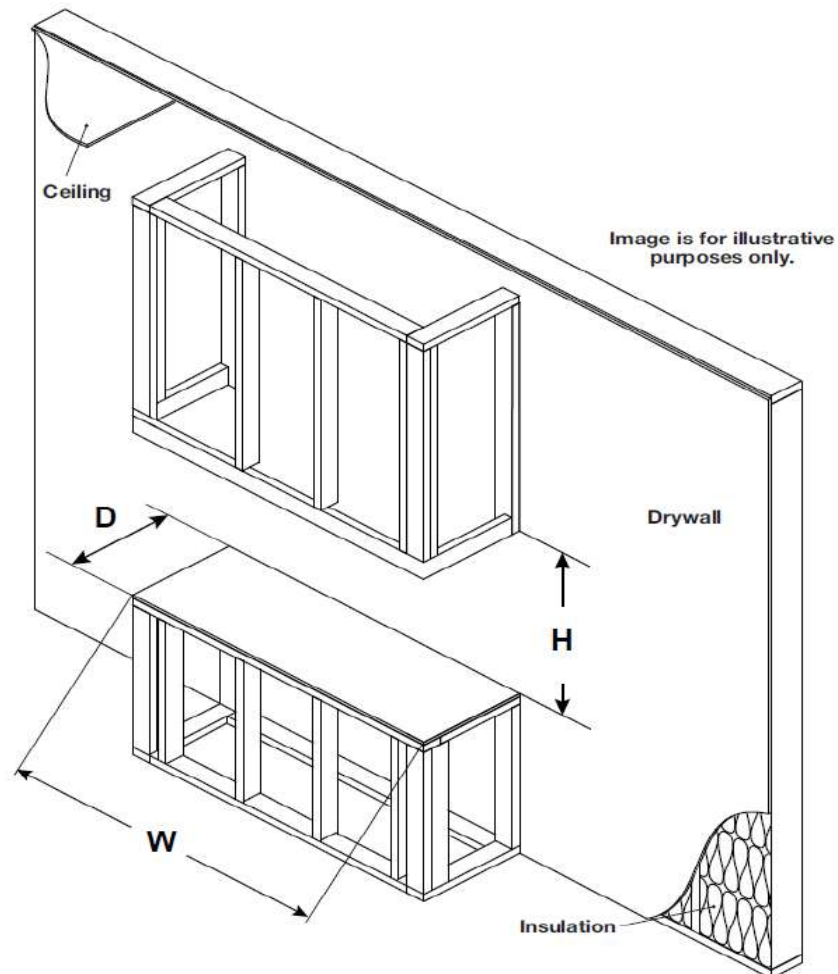 Ceiling
Image is for illustrative
purposes only.
D
Drywall
H
W
Insulation